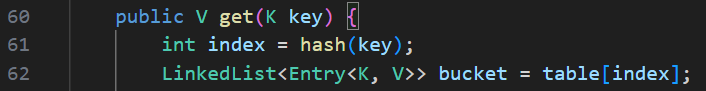 60 public V get(K key) {
61 int index = hash(key);
62 LinkedList<Entry<K, V>> bucket = table[index];